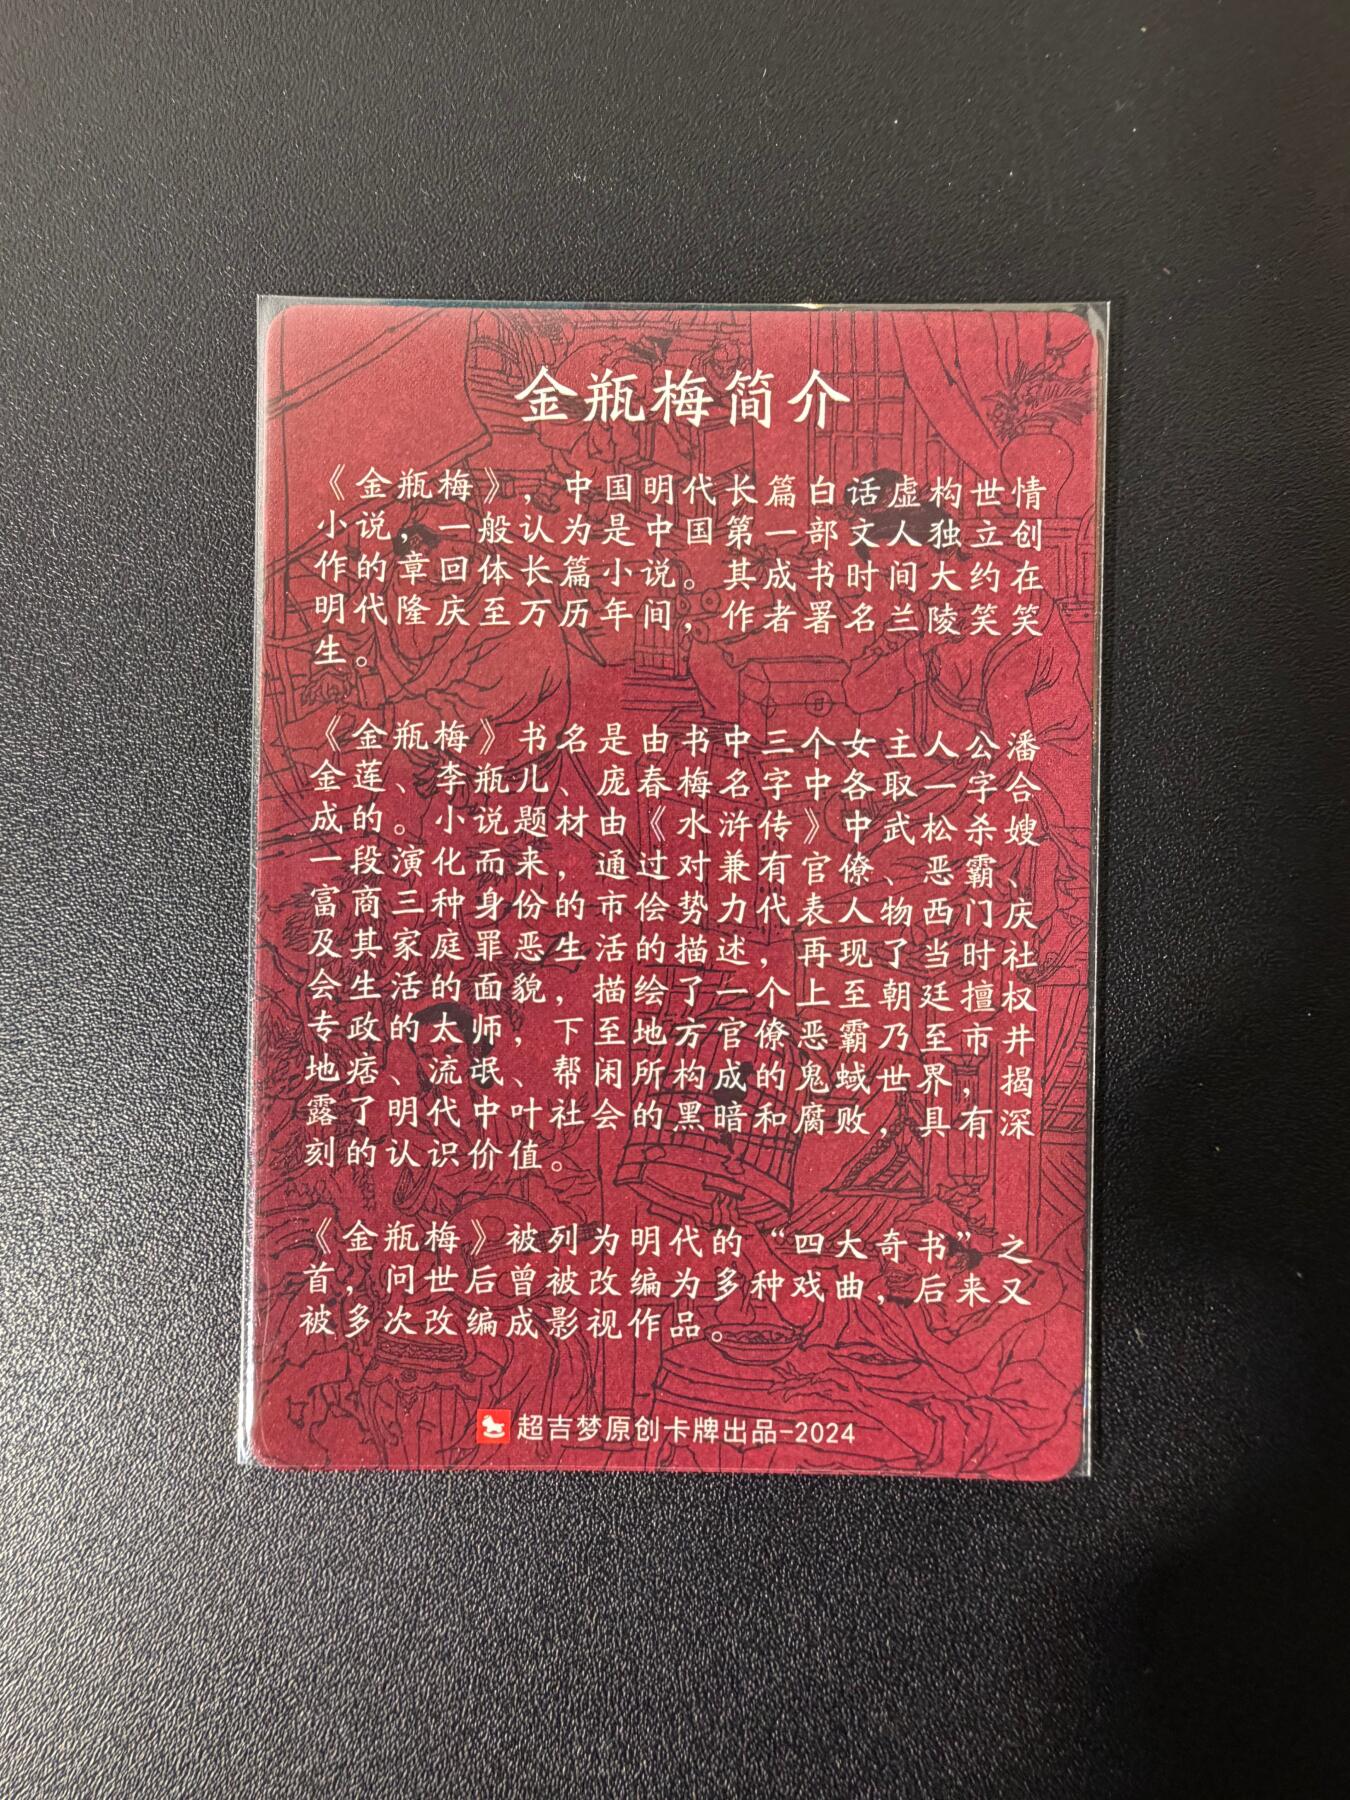 金瓶梅简介
《金瓶梅》，中国明代长篇白话虚构世情
小说，一般认为是中国第一部文人独立创
作的章回体长篇小说。其成书时间大约在
明代隆庆至万历年间，作者署名兰陵笑笑
生。
《金瓶梅》书名是由书中三个女主人公潘
金莲、李瓶儿、庞春梅名字中各取一字合
成的。小说题材由《水浒传》中武松杀嫂
一段演化而来，通过对兼有官僚、恶霸、
富商三种身份的市侩势力代表人物西门庆
及其家庭罪恶生活的描述，再现了当时社
会生活的面貌，描绘了一个上至朝廷擅权
专政的太师，下至地方官僚恶霸乃至市井
地痞、流氓、帮闲所构成的鬼蜮世界，揭
露了明代中叶社会的黑暗和腐败，具有深
刻的认识价值。
《金瓶梅》被列为明代的“四大奇书”之
首，问世后曾被改编为多种戏曲，后来又
被多次改编成影视作品。
超吉梦原创卡牌出品-2024